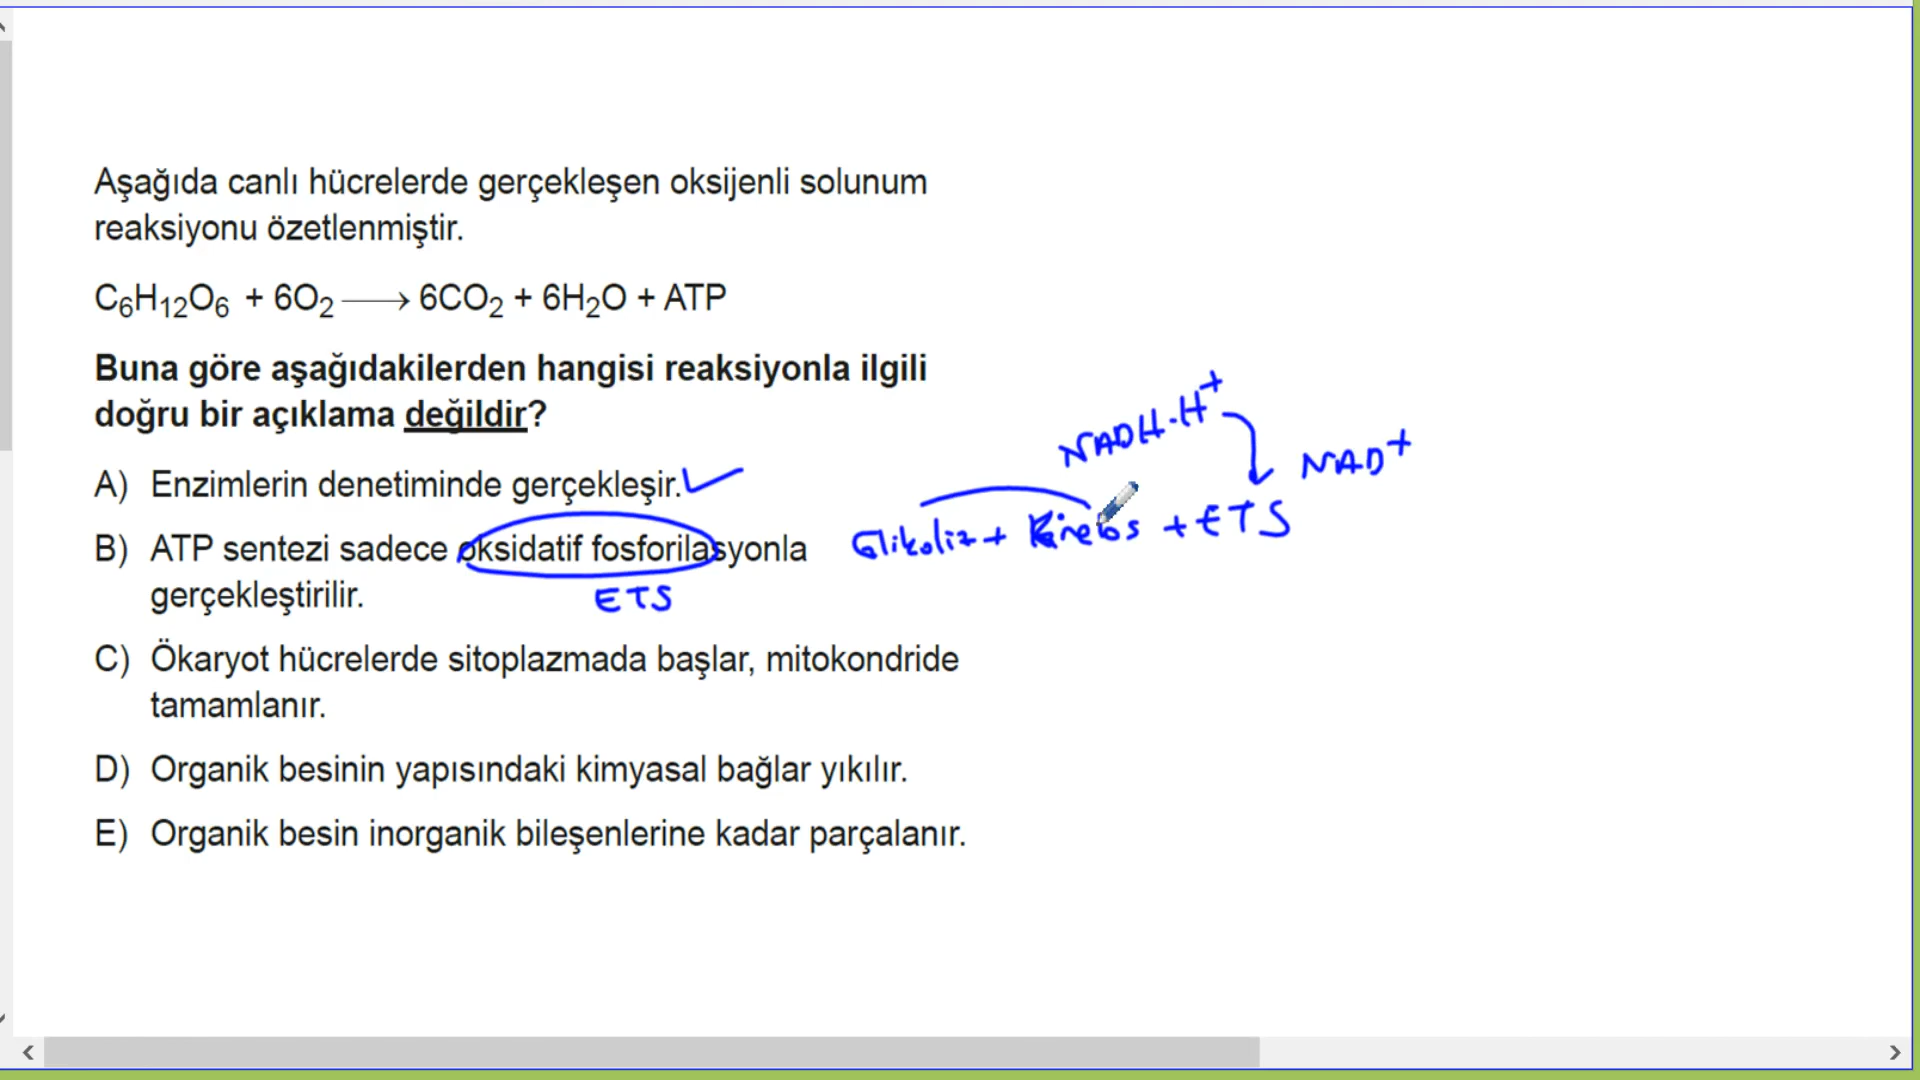 Aşağıda canlı hücrelerde gerçekleşen oksijenli solunum
reaksiyonu özetlenmiştir.
C₆H₁₂O₆ + 6O₂ ⟶ 6CO₂ + 6H₂O + ATP
Buna göre aşağıdakilerden hangisi reaksiyonla ilgili
doğru bir açıklama değildir?
A) Enzimlerin denetiminde gerçekleşir.
B) ATP sentezi sadece oksidatif fosforilasyonla
gerçekleştirilir.
ETS
C) Ökaryot hücrelerde sitoplazmada başlar, mitokondride
tamamlanır.
D) Organik besinin yapısındaki kimyasal bağlar yıkılır.
E) Organik besin inorganik bileşenlerine kadar parçalanır.
NADH-H⁺
NAD⁺
Glikoliz + + ETS